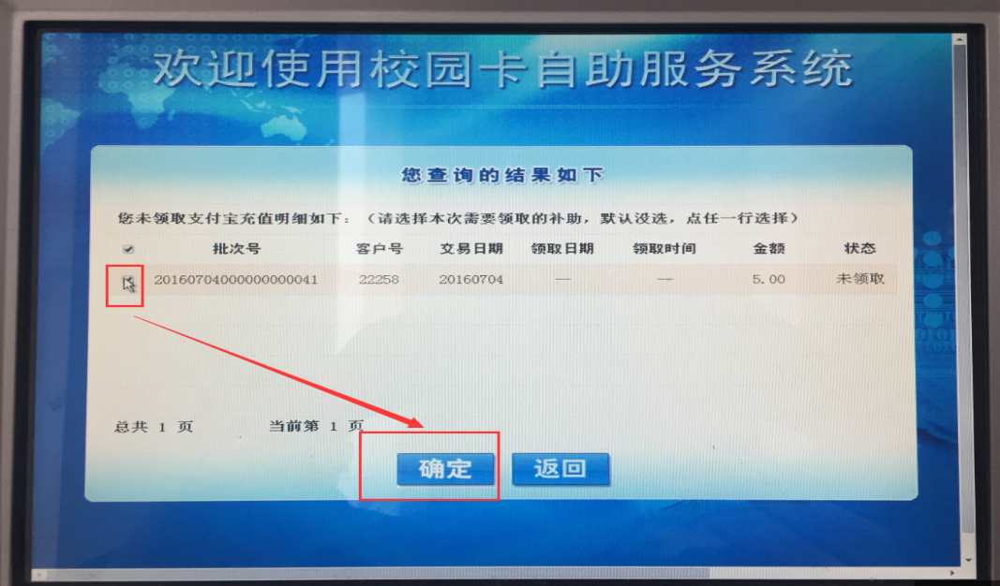 欢迎使用校园卡自助服务系统
您查询的结果如下
您未领取支付宝充值明细如下：（请选择本次需要领取的补助，默认没选，点任一行选择）
批次号 客户号 交易日期 领取日期 领取时间 金额 状态
20160704000000000041 22258 20160704 -- -- 5.00 未领取
总共 1 页 当前第 1 页
确定 返回